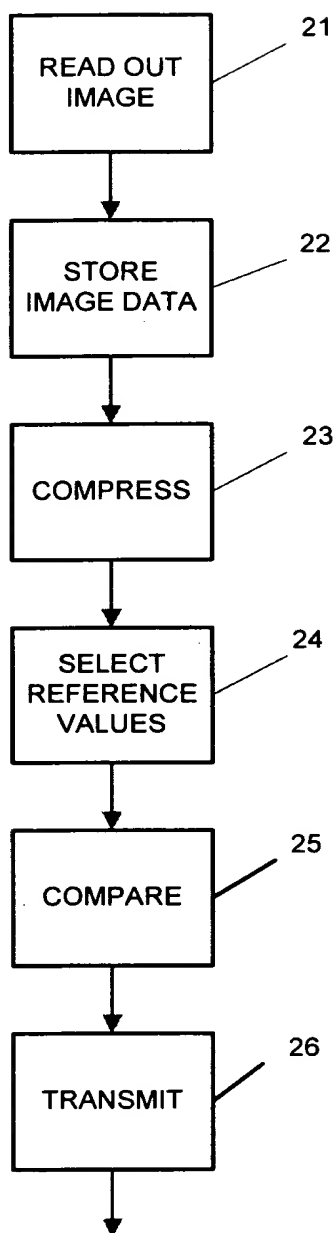 21
READ OUT
IMAGE
22
STORE
IMAGE DATA
23
COMPRESS
24
SELECT
REFERENCE
VALUES
25
COMPARE
26
TRANSMIT